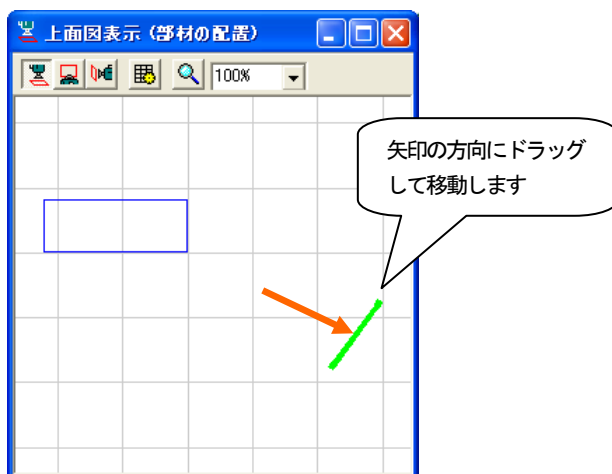 上面図表示 (部材の配置)
100%
矢印の方向にドラッグ
して移動します